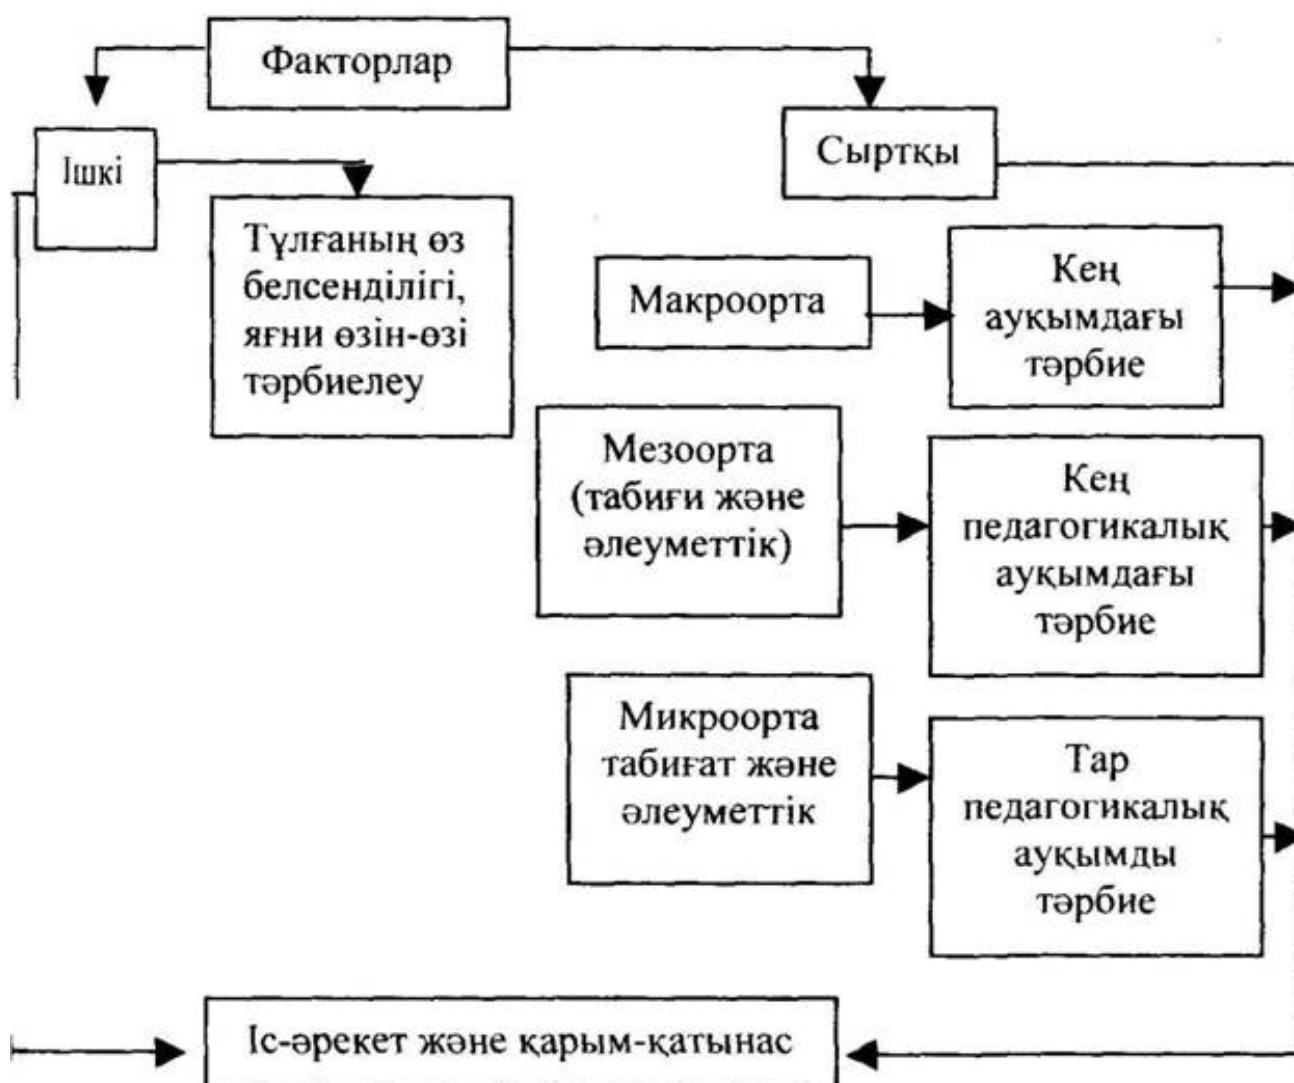 Факторлар
Ішкі
Сыртқы
Тұлғаның өз
белсенділігі,
яғни өзін-өзі
тәрбиелеу
Макроорта
Кең
ауқымдағы
тәрбие
Мезоорта
(табиғи және
әлеуметтік)
Кең
педагогикалық
ауқымдағы
тәрбие
Микроорта
табиғат және
әлеуметтік
Тар
педагогикалық
ауқымды
тәрбие
Іс-әрекет және қарым-қатынас